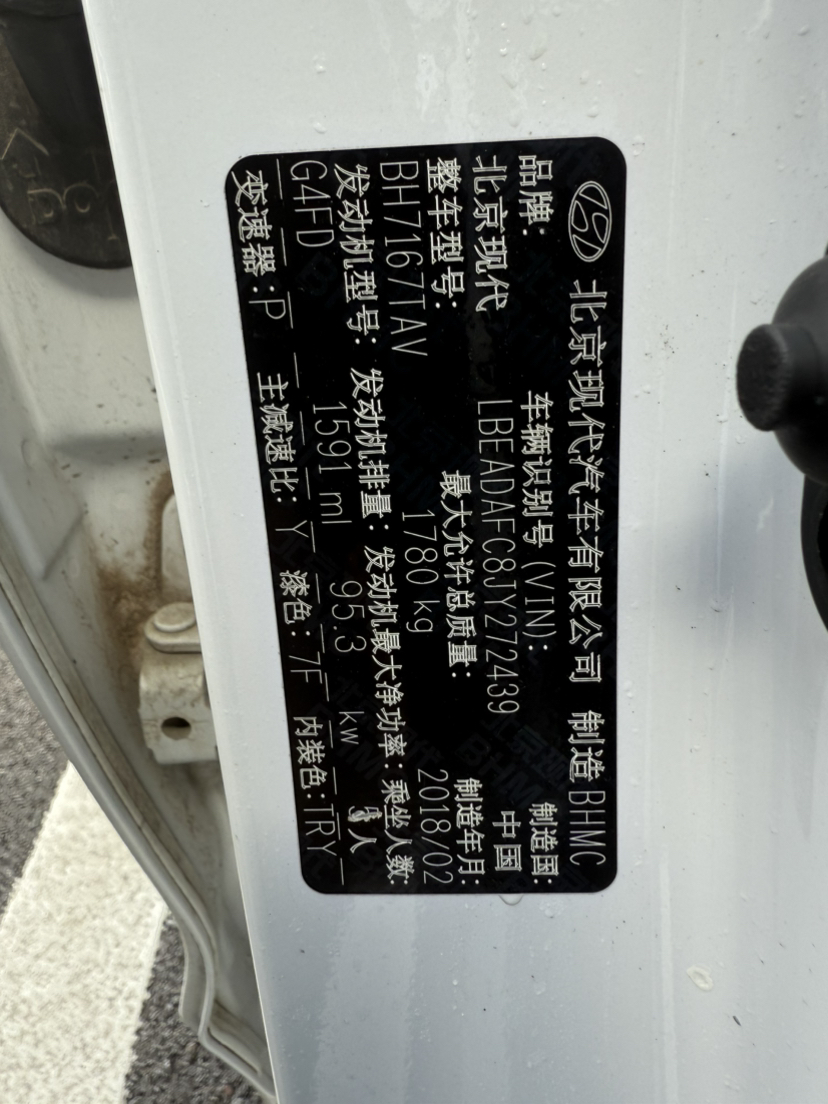 北京现代汽车有限公司 制造 BHMC
品牌: 车辆识别号 (VIN): 制造国:
北京现代 LBEADAFC8JY272439 中国
整车型号: 最大允许总质量: 制造年月:
BH7167TAV 1780 kg 2018/02
发动机型号: 发动机排量: 发动机最大净功率: 乘坐人数:
G4FD 1591 ml 95.3 kw 5人
变速器: P 主减速比: Y 漆色: 7F 内装色: TRY